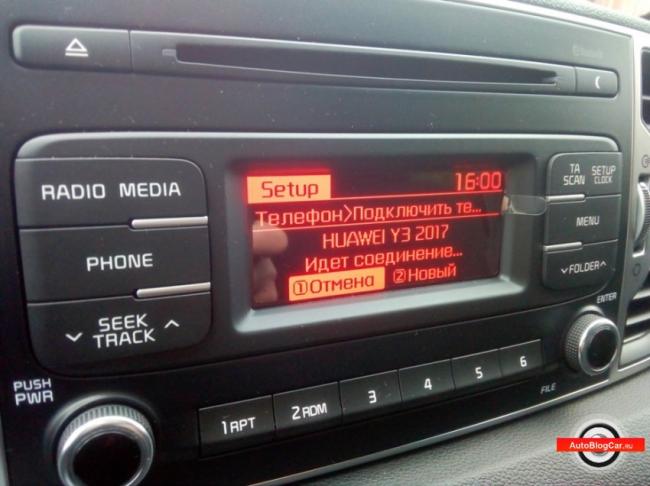 RADIO MEDIA
PHONE
SEEK
TRACK
PUSH
PWR
Setup 16:00
Телефон>Подключить те...
HUAWEI Y3 2017
Идет соединение...
①Отмена ②Новый
TA
SCAN
SETUP
CLOCK
MENU
FOLDER
ENTER
1 RPT 2 RDM 3 4 5 6
FILE
AutoBlogCar.eu